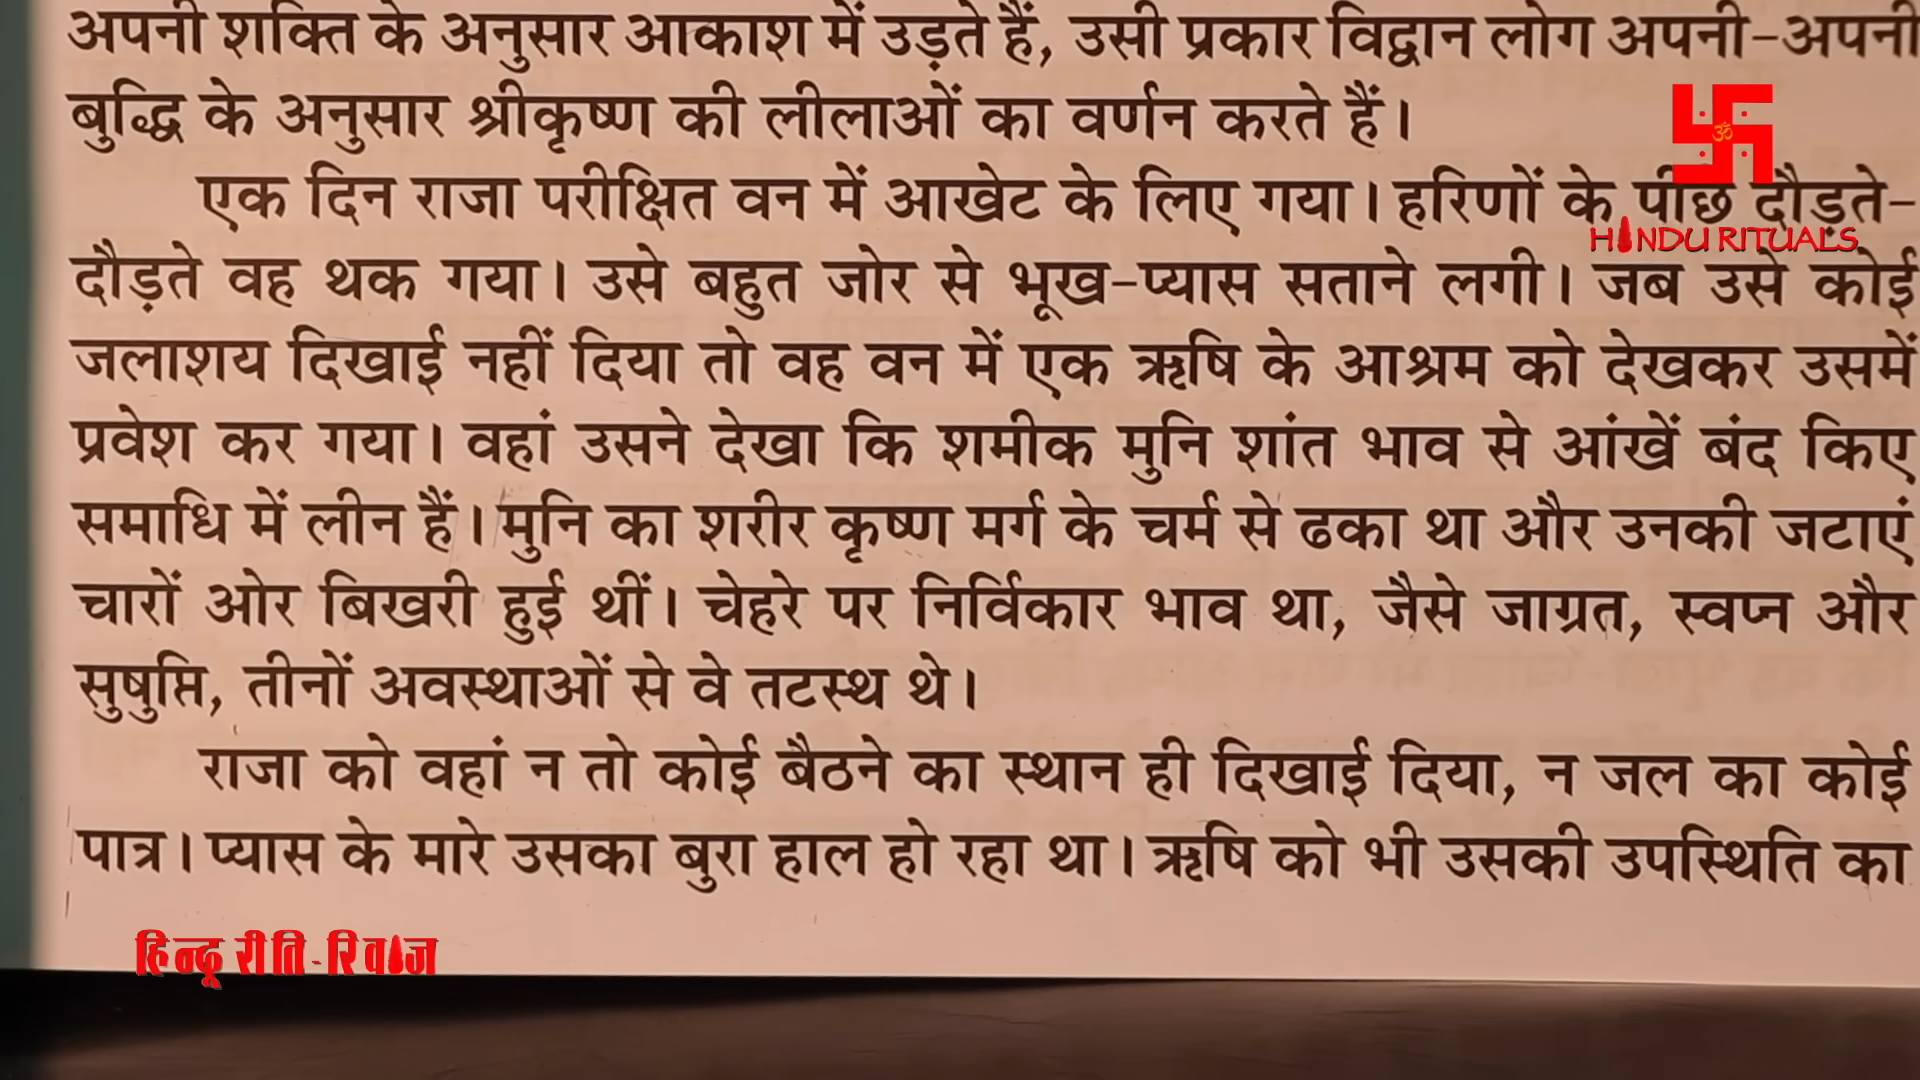 अपनी शक्ति के अनुसार आकाश में उड़ते हैं, उसी प्रकार विद्वान लोग अपनी-अपनी
बुद्धि के अनुसार श्रीकृष्ण की लीलाओं का वर्णन करते हैं।
एक दिन राजा परीक्षित वन में आखेट के लिए गया। हरिणों के पीछे दौड़ते-
HINDU RITUALS
दौड़ते वह थक गया। उसे बहुत जोर से भूख-प्यास सताने लगी। जब उसे कोई
जलाशय दिखाई नहीं दिया तो वह वन में एक ऋषि के आश्रम को देखकर उसमें
प्रवेश कर गया। वहां उसने देखा कि शमीक मुनि शांत भाव से आंखें बंद किए
समाधि में लीन हैं। मुनि का शरीर कृष्ण मर्ग के चर्म से ढका था और उनकी जटाएं
चारों ओर बिखरी हुई थीं। चेहरे पर निर्विकार भाव था, जैसे जाग्रत, स्वप्न और
सुषुप्ति, तीनों अवस्थाओं से वे तटस्थ थे।
राजा को वहां न तो कोई बैठने का स्थान ही दिखाई दिया, न जल का कोई
पात्र। प्यास के मारे उसका बुरा हाल हो रहा था। ऋषि को भी उसकी उपस्थिति का
हिन्दू रीति-रिवाज